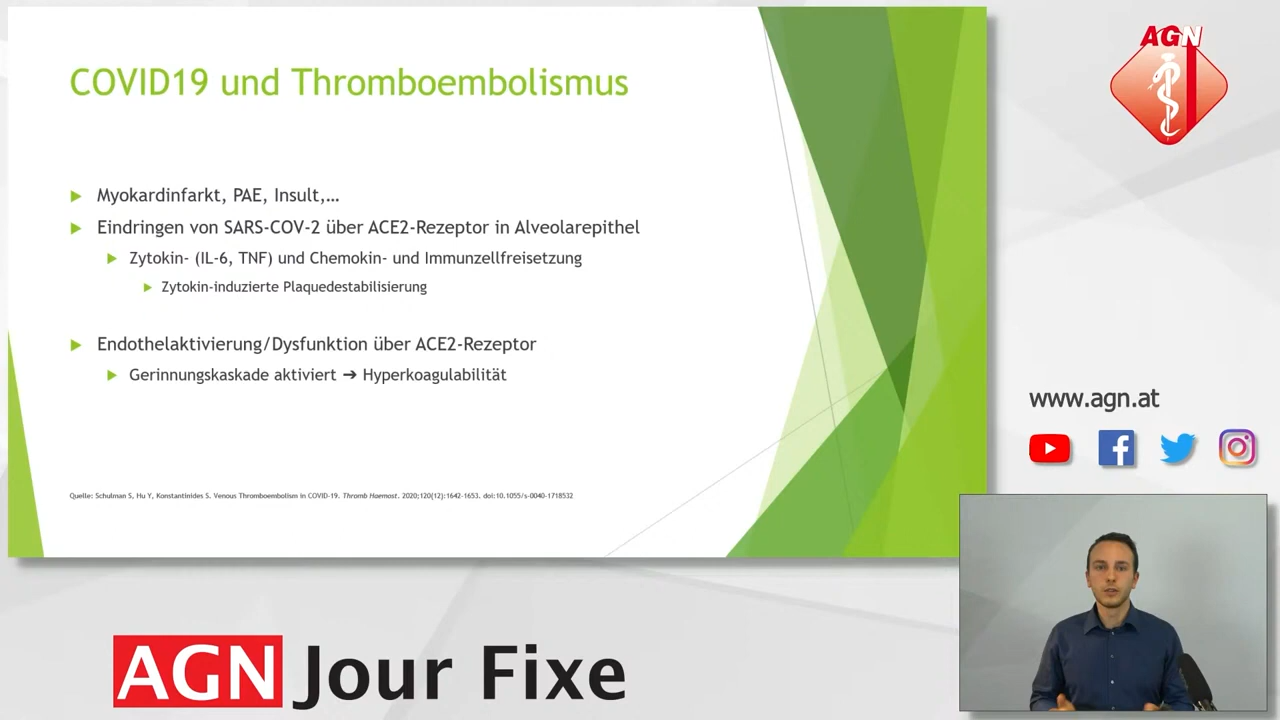 COVID19 und Thromboembolismus
Myokardinfarkt, PAE, Insult,...
Eindringen von SARS-COV-2 über ACE2-Rezeptor in Alveolarepithel
Zytokin- (IL-6, TNF) und Chemokin- und Immunzellfreisetzung
Zytokin-induzierte Plaquedestabilisierung
Endothelaktivierung/Dysfunktion über ACE2-Rezeptor
Gerinnungskaskade aktiviert ➔ Hyperkoagulabilität
Quelle: Schulman S, Hu Y, Konstantinides S. Venous Thromboembolism in COVID-19. Thromb Haemost. 2020;120(12):1642-1653. doi:10.1055/s-0040-1718532
AGN
www.agn.at
AGN Jour Fixe